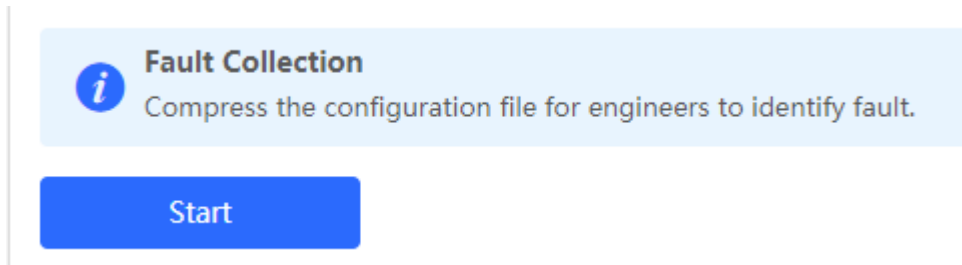 Fault Collection
Compress the configuration file for engineers to identify fault.
Start